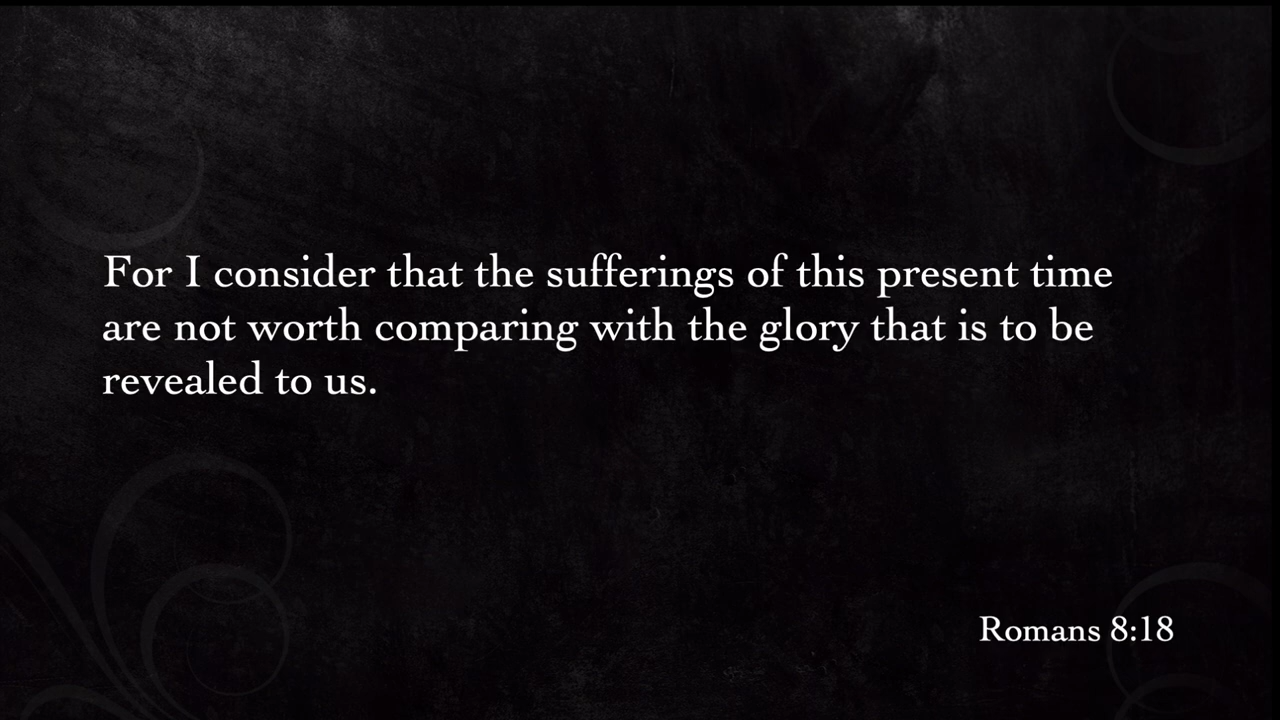 For I consider that the sufferings of this present time
are not worth comparing with the glory that is to be
revealed to us.
Romans 8:18